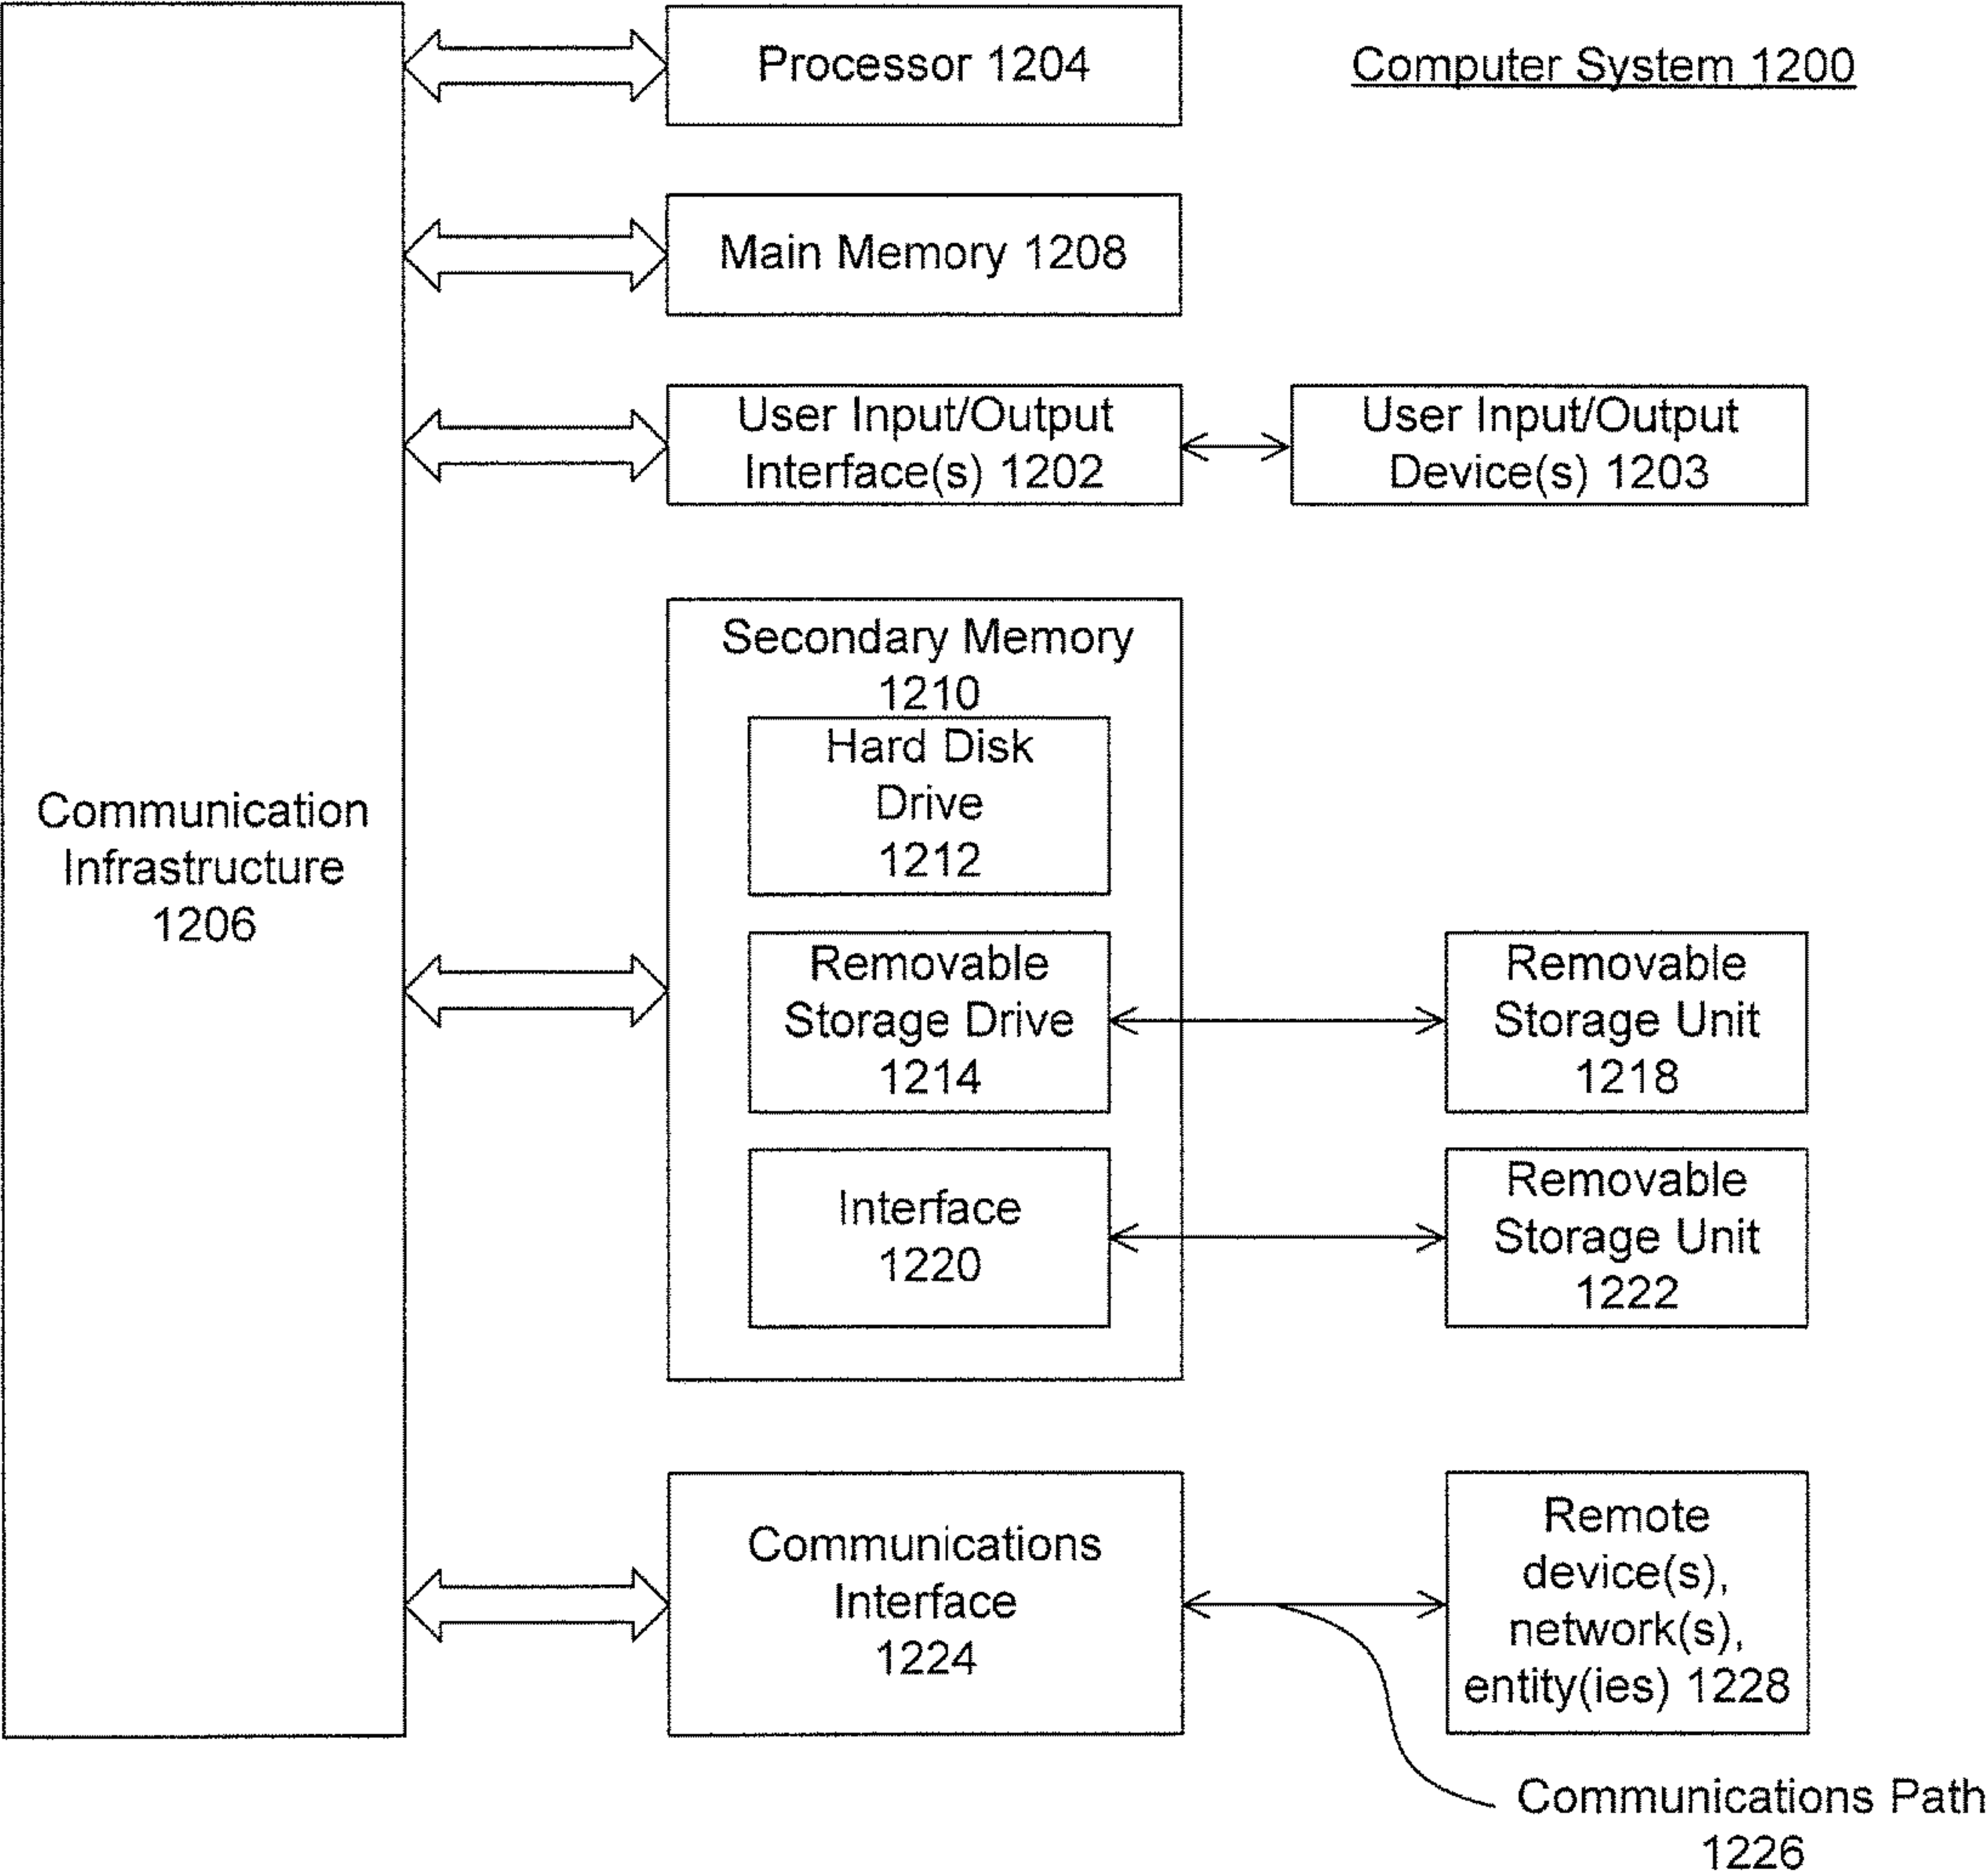 Processor 1204
Computer System 1200
Main Memory 1208
User Input/Output
Interface(s) 1202
User Input/Output
Device(s) 1203
Secondary Memory
1210
Hard Disk
Drive
1212
Communication
Infrastructure
1206
Removable
Storage Drive
1214
Removable
Storage Unit
1218
Interface
1220
Removable
Storage Unit
1222
Communications
Interface
1224
Remote
device(s),
network(s),
entity(ies) 1228
Communications Path
1226